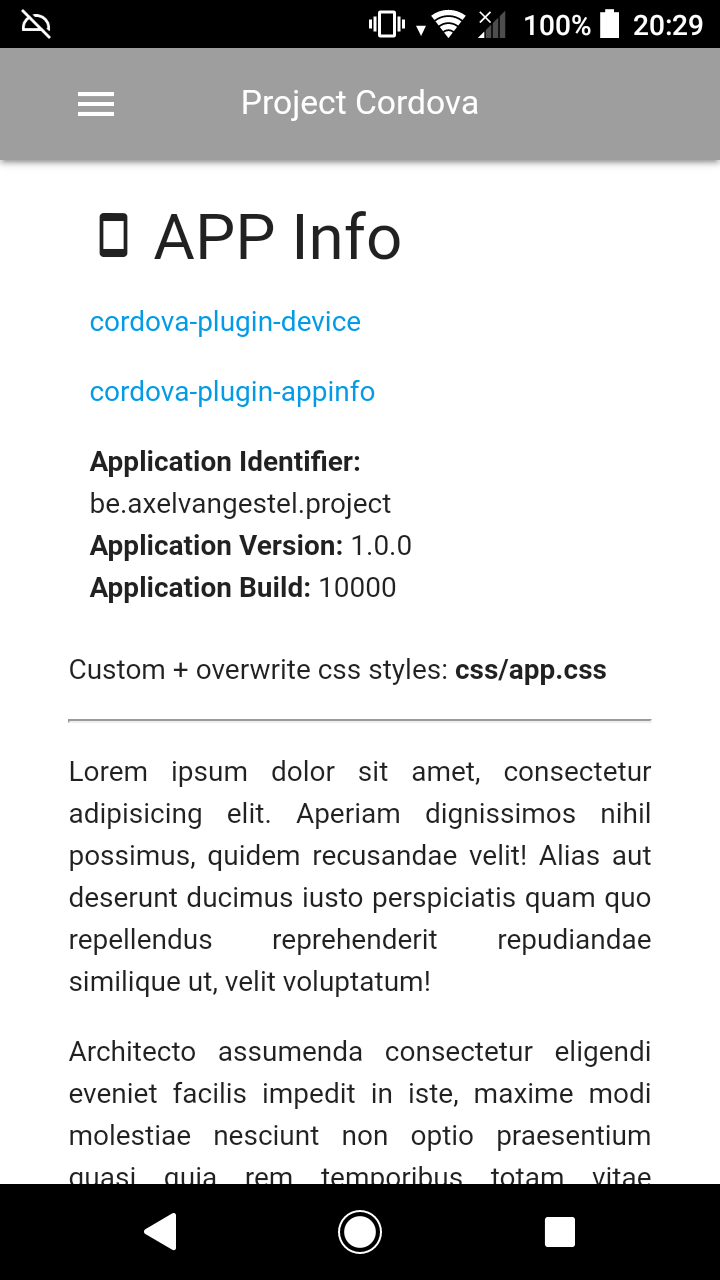 100% 20:29
Project Cordova
APP Info
cordova-plugin-device
cordova-plugin-appinfo
Application Identifier:
be.axelvangestel.project
Application Version: 1.0.0
Application Build: 10000
Custom + overwrite css styles: css/app.css
Lorem ipsum dolor sit amet, consectetur
adipisicing elit. Aperiam dignissimos nihil
possimus, quidem recusandae velit! Alias aut
deserunt ducimus iusto perspiciatis quam quo
repellendus reprehenderit repudiandae
similique ut, velit voluptatum!
Architecto assumenda consectetur eligendi
eveniet facilis impedit in iste, maxime modi
molestiae nesciunt non optio praesentium
quasi quia rem temporibus totam vitae